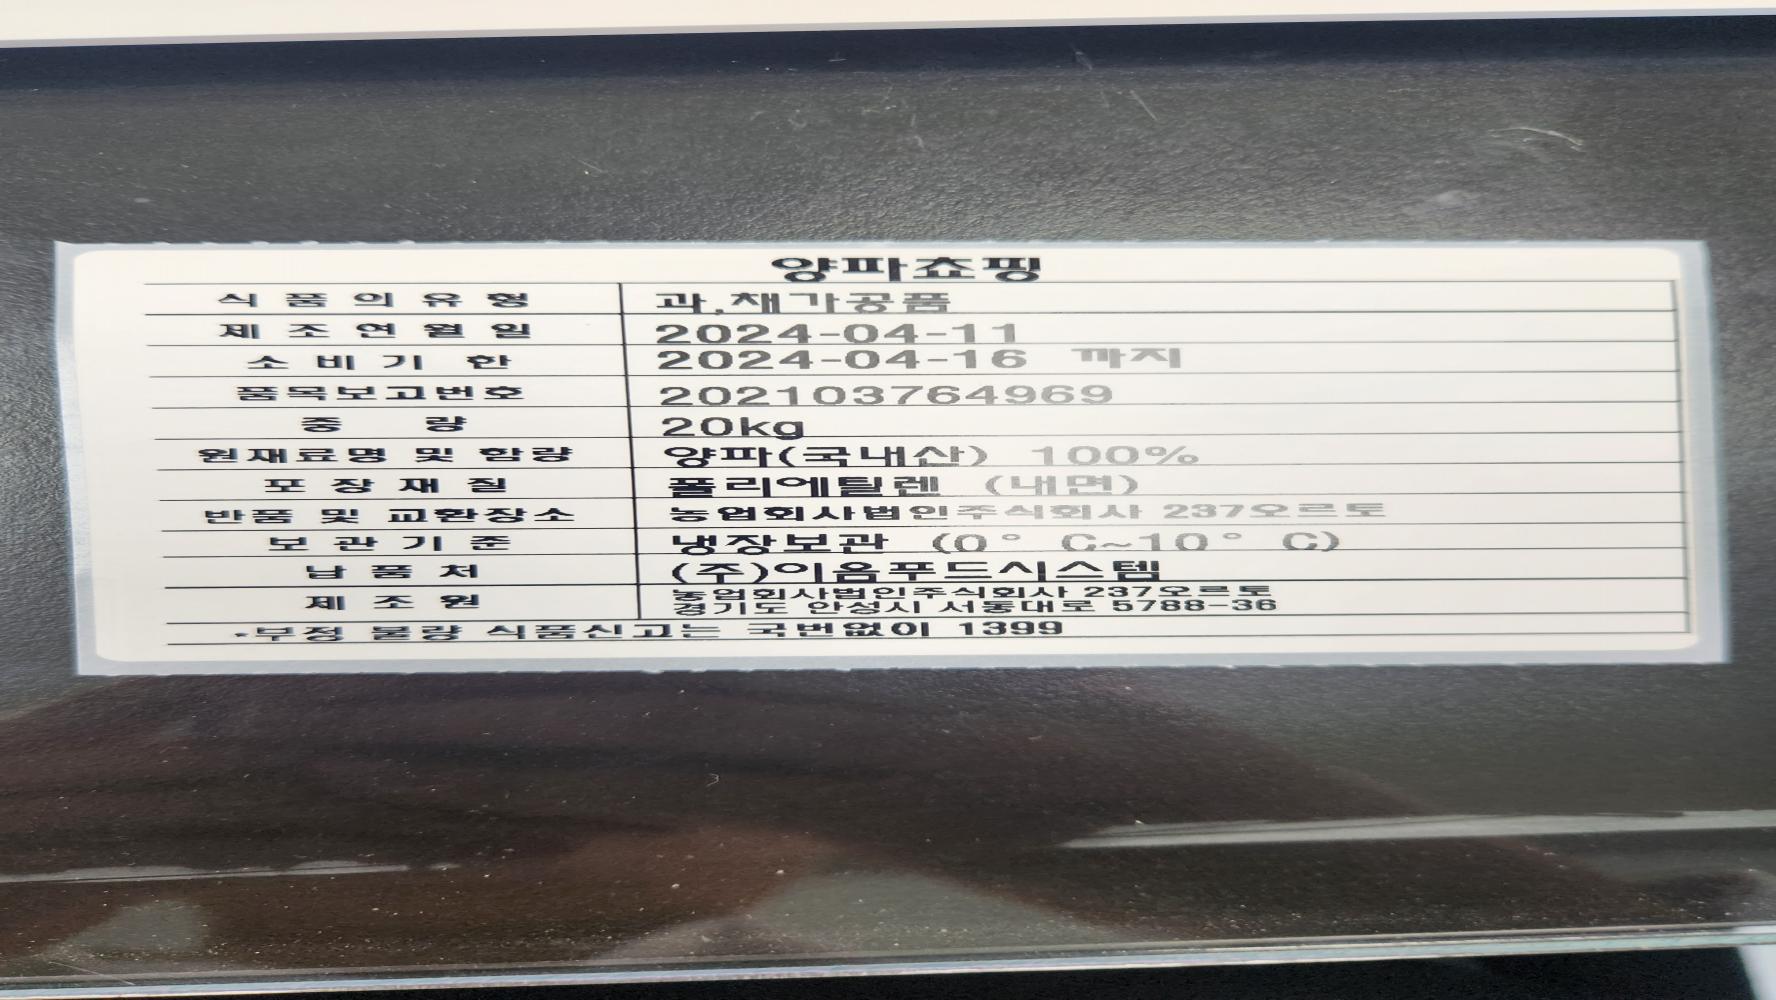 양파쵸핑
식 품 의 유 형 과,채가공품
제 조 연 월 일 2024-04-11
소 비 기 한 2024-04-16 까지
품목보고번호 202103764969
중 량 20kg
원재료명 및 함량 양파(국내산) 100%
포 장 재 질 폴리에틸렌 (내면)
반품 및 교환장소 농업회사법인주식회사 237오르토
보 관 기 준 냉장보관 (0° C~10° C)
납 품 처 (주)이음푸드시스템
제 조 원 농업회사법인주식회사 237오르토
경기도 안성시 서동대로 5788-36
*부정 불량 식품신고는 국번없이 1399